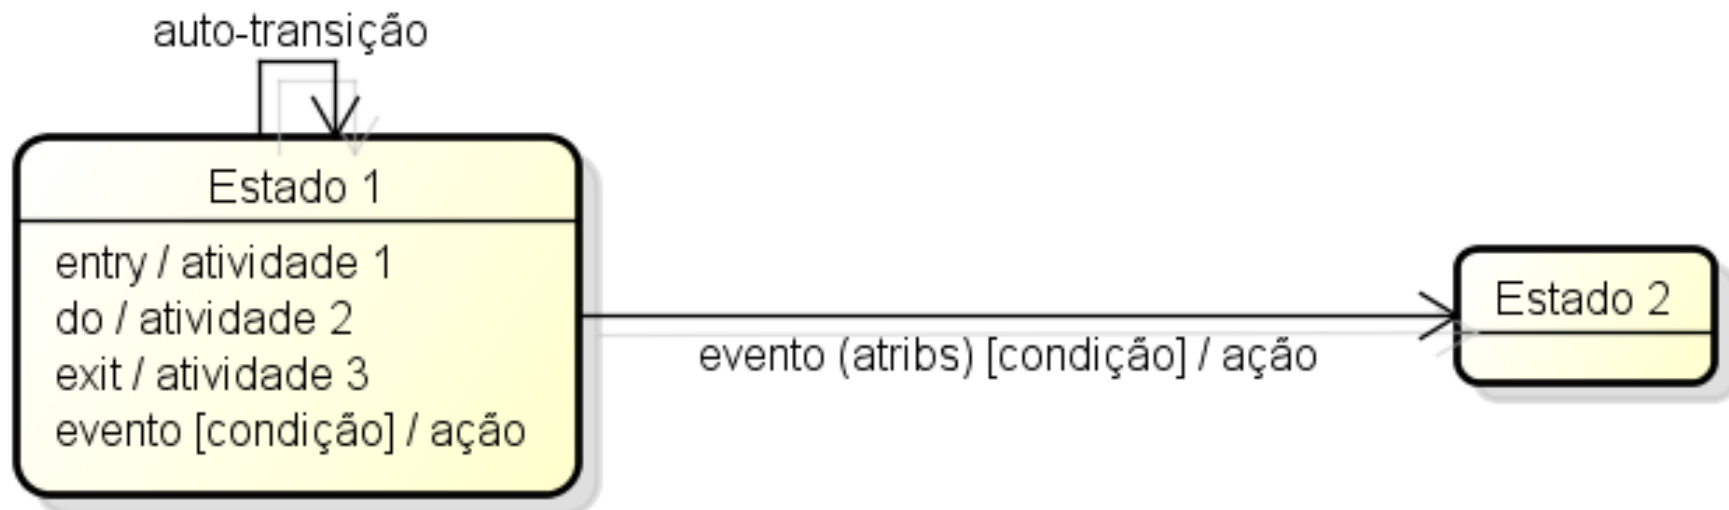 auto-transição
Estado 1
entry / atividade 1
do / atividade 2
exit / atividade 3
evento [condição] / ação
evento (atribs) [condição] / ação
Estado 2